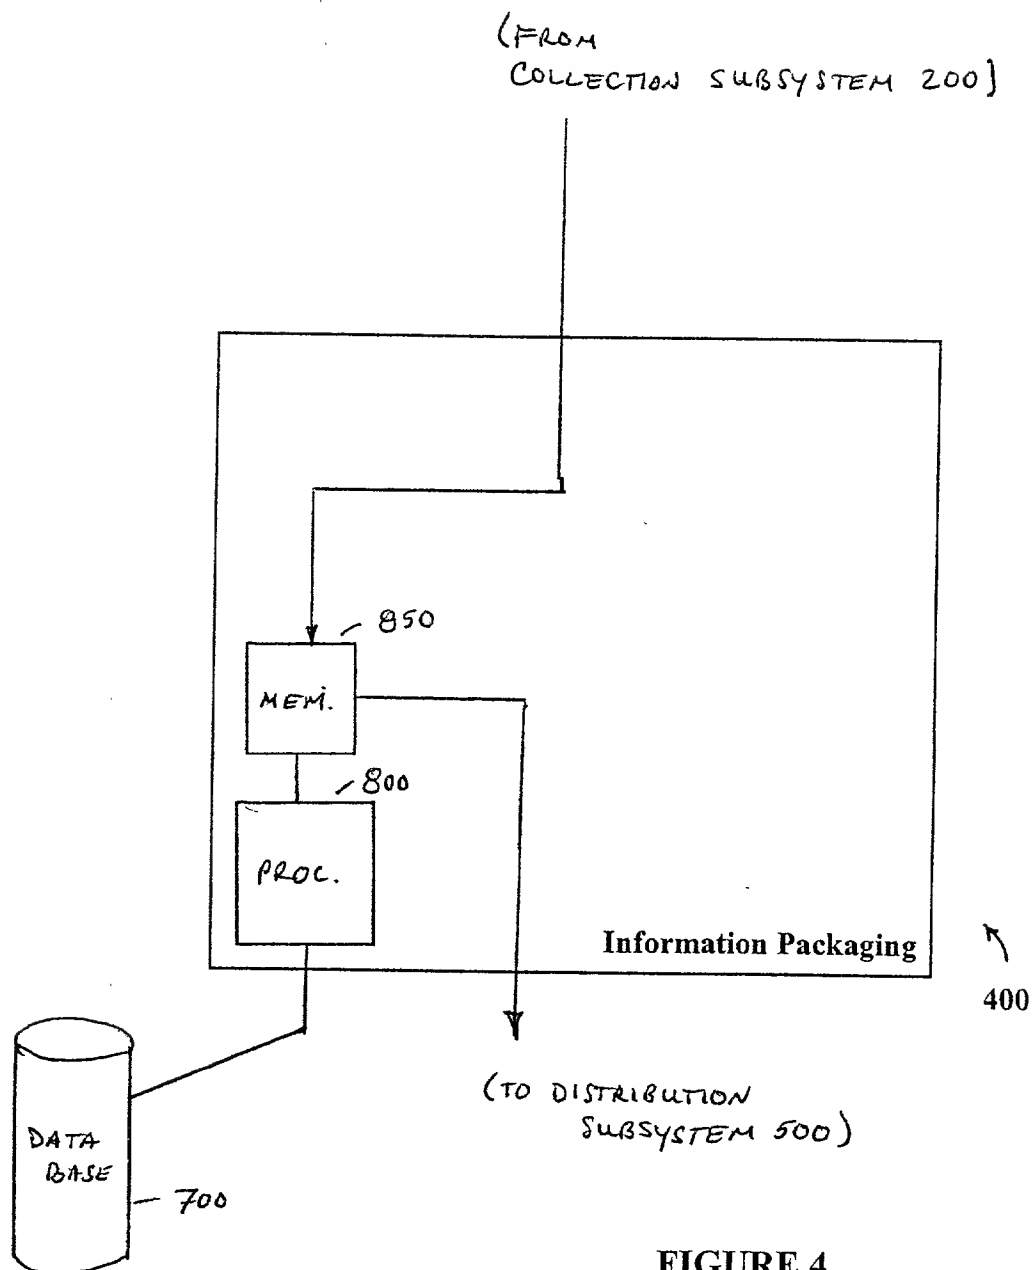 (FROM
COLLECTION SUBSYSTEM 200]
850
MEM.
800
PROC.
Information Packaging
400
(TO DISTRIBUTION
SUBSYSTEM 500)
DATA
BASE
700
FIGURE 4